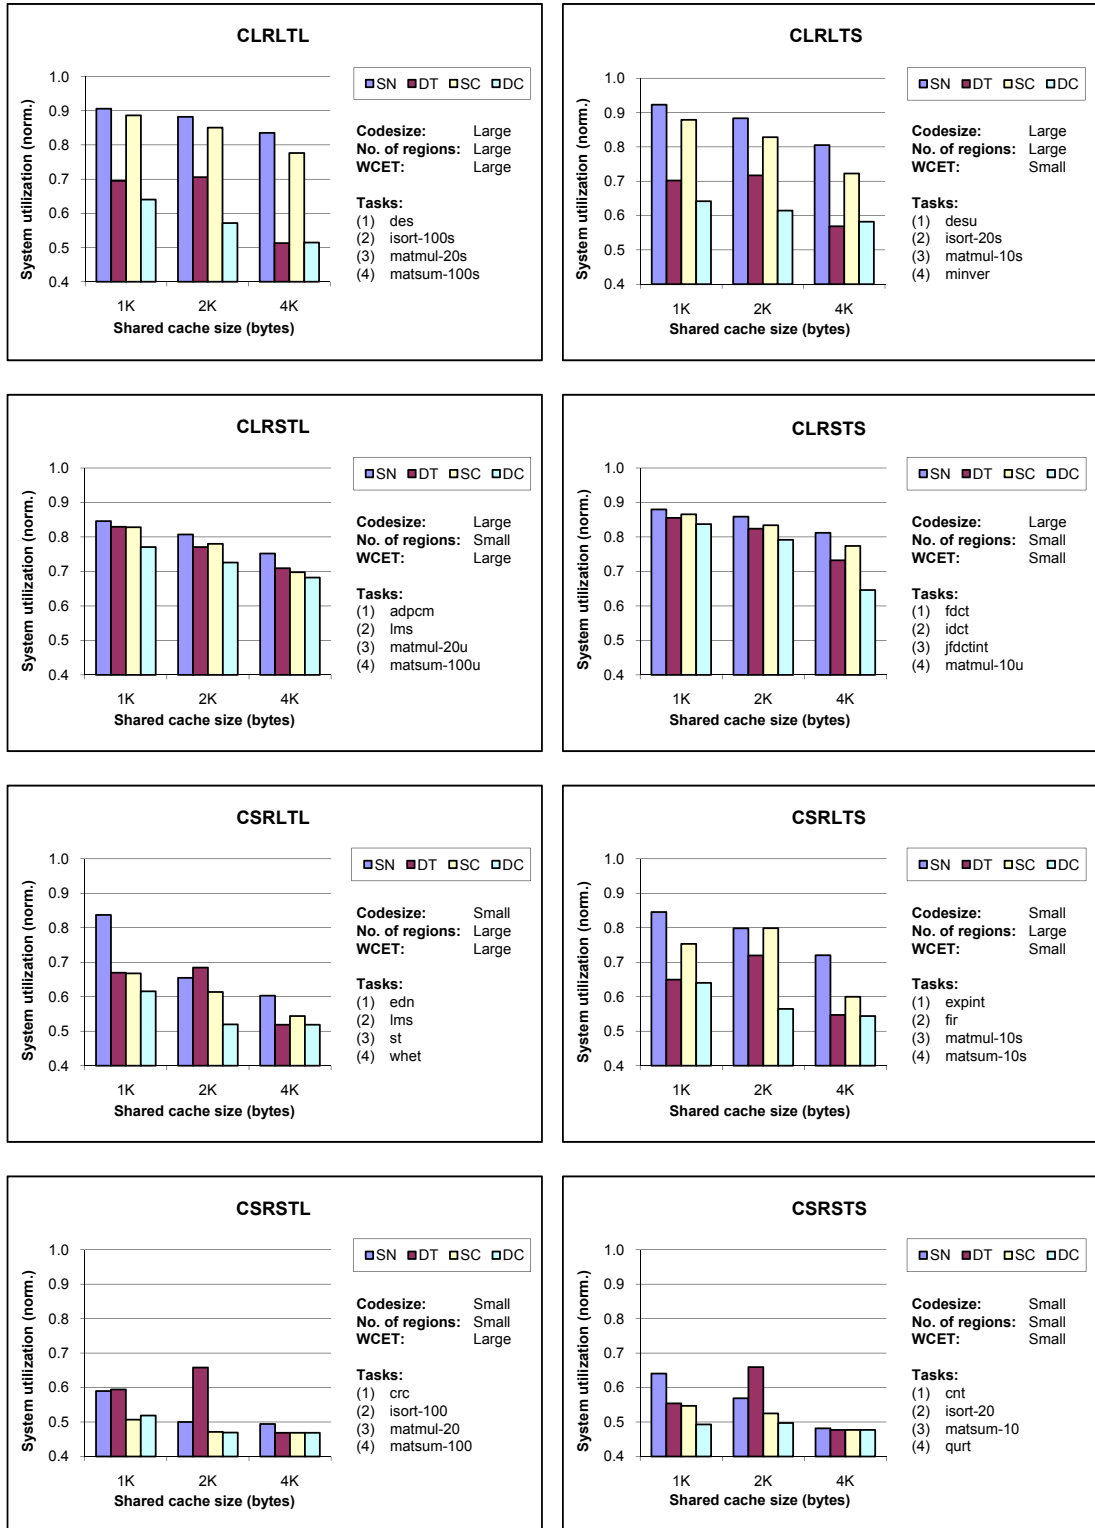 CLRLTL
1.0
0.9
0.8
0.7
0.6
0.5
0.4
System utilization (norm.)
1K 2K 4K
Shared cache size (bytes)
SN DT SC DC
Codesize: Large
No. of regions: Large
WCET: Large
Tasks:
(1) des
(2) isort-100s
(3) matmul-20s
(4) matsum-100s
CLRLTS
1.0
0.9
0.8
0.7
0.6
0.5
0.4
System utilization (norm.)
1K 2K 4K
Shared cache size (bytes)
SN DT SC DC
Codesize: Large
No. of regions: Large
WCET: Small
Tasks:
(1) desu
(2) isort-20s
(3) matmul-10s
(4) minver
CLRSTL
1.0
0.9
0.8
0.7
0.6
0.5
0.4
System utilization (norm.)
1K 2K 4K
Shared cache size (bytes)
SN DT SC DC
Codesize: Large
No. of regions: Small
WCET: Large
Tasks:
(1) adpcm
(2) lms
(3) matmul-20u
(4) matsum-100u
CLRSTS
1.0
0.9
0.8
0.7
0.6
0.5
0.4
System utilization (norm.)
1K 2K 4K
Shared cache size (bytes)
SN DT SC DC
Codesize: Large
No. of regions: Small
WCET: Small
Tasks:
(1) fdct
(2) idct
(3) jfdctint
(4) matmul-10u
CSRLTL
1.0
0.9
0.8
0.7
0.6
0.5
0.4
System utilization (norm.)
1K 2K 4K
Shared cache size (bytes)
SN DT SC DC
Codesize: Small
No. of regions: Large
WCET: Large
Tasks:
(1) edn
(2) lms
(3) st
(4) whet
CSRLTS
1.0
0.9
0.8
0.7
0.6
0.5
0.4
System utilization (norm.)
1K 2K 4K
Shared cache size (bytes)
SN DT SC DC
Codesize: Small
No. of regions: Large
WCET: Small
Tasks:
(1) expint
(2) fir
(3) matmul-10s
(4) matsum-10s
CSRSTL
1.0
0.9
0.8
0.7
0.6
0.5
0.4
System utilization (norm.)
1K 2K 4K
Shared cache size (bytes)
SN DT SC DC
Codesize: Small
No. of regions: Small
WCET: Large
Tasks:
(1) crc
(2) isort-100
(3) matmul-20
(4) matsum-100
CSRSTS
1.0
0.9
0.8
0.7
0.6
0.5
0.4
System utilization (norm.)
1K 2K 4K
Shared cache size (bytes)
SN DT SC DC
Codesize: Small
No. of regions: Small
WCET: Small
Tasks:
(1) cnt
(2) isort-20
(3) matsum-10
(4) qurt